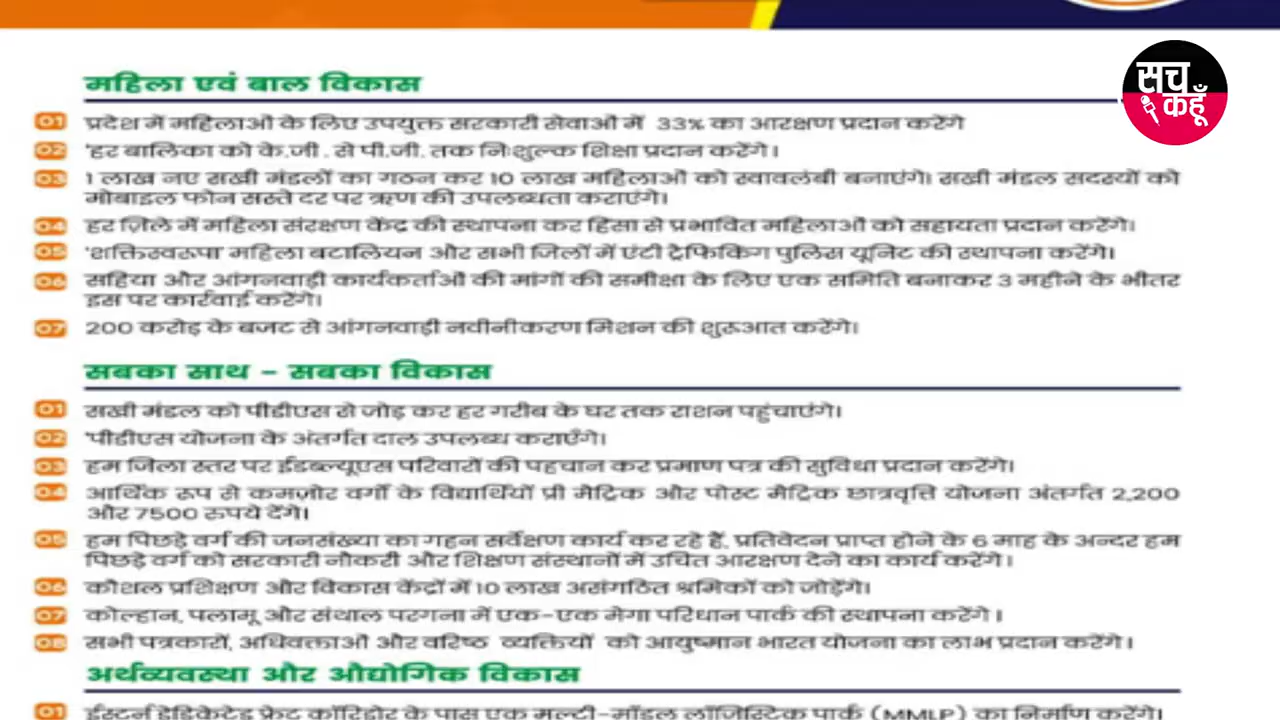 सच
कहूँ
महिला एवं बाल विकास
01 प्रदेश में महिलाओं के लिए उपयुक्त सरकारी सेवाओं में 33% का आरक्षण प्रदान करेंगे
02 'हर बालिका को के.जी . से पी.जी. तक निःशुल्क शिक्षा प्रदान करेंगे।
03 1 लाख नए सखी मंडलों का गठन कर 10 लाख महिलाओं को स्वावलंबी बनाएंगे। सखी मंडल सदस्यों को
मोबाइल फोन सस्ते दर पर ऋण की उपलब्धता कराएंगे।
04 हर ज़िले में महिला संरक्षण केंद्र की स्थापना कर हिंसा से प्रभावित महिलाओं को सहायता प्रदान करेंगे।
05 'शक्तिस्वरूपा' महिला बटालियन और सभी जिलों में एंटी ट्रैफिकिंग पुलिस यूनिट की स्थापना करेंगे।
06 सहिया और आंगनवाड़ी कार्यकर्ताओं की मांगों की समीक्षा के लिए एक समिति बनाकर 3 महीने के भीतर
इस पर कार्रवाई करेंगे।
07 200 करोड़ के बजट से आंगनवाड़ी नवीनीकरण मिशन की शुरूआत करेंगे।
सबका साथ - सबका विकास
01 सखी मंडल को पीडीएस से जोड़ कर हर गरीब के घर तक राशन पहुंचाएंगे।
02 'पीडीएस योजना के अंतर्गत दाल उपलब्ध कराएँगे।
03 हम जिला स्तर पर ईडब्ल्यूएस परिवारों की पहचान कर प्रमाण पत्र की सुविधा प्रदान करेंगे।
04 आर्थिक रूप से कमज़ोर वर्गों के विद्यार्थियों प्री मैट्रिक और पोस्ट मैट्रिक छात्रवृत्ति योजना अंतर्गत 2,200
और 7500 रुपये देंगे।
05 हम पिछड़े वर्ग की जनसंख्या का गहन सर्वेक्षण कार्य कर रहे हैं, प्रतिवेदन प्राप्त होने के 6 माह के अन्दर हम
पिछड़े वर्ग को सरकारी नौकरी और शिक्षण संस्थानों में उचित आरक्षण देने का कार्य करेंगे।
06 कौशल प्रशिक्षण और विकास केंद्रों में 10 लाख असंगठित श्रमिकों को जोड़ेंगे।
07 कोल्हान, पलामू और संथाल परगना में एक-एक मेगा परिधान पार्क की स्थापना करेंगे ।
08 सभी पत्रकारों, अधिवक्ताओं और वरिष्ठ व्यक्तियों को आयुष्मान भारत योजना का लाभ प्रदान करेंगे ।
अर्थव्यवस्था और औद्योगिक विकास
01 ईस्टर्न डेडिकेटेड फ्रेट कॉरिडोर के पास एक मल्टी-मॉडल लॉजिस्टिक पार्क (MMLP) का निर्माण करेंगे।